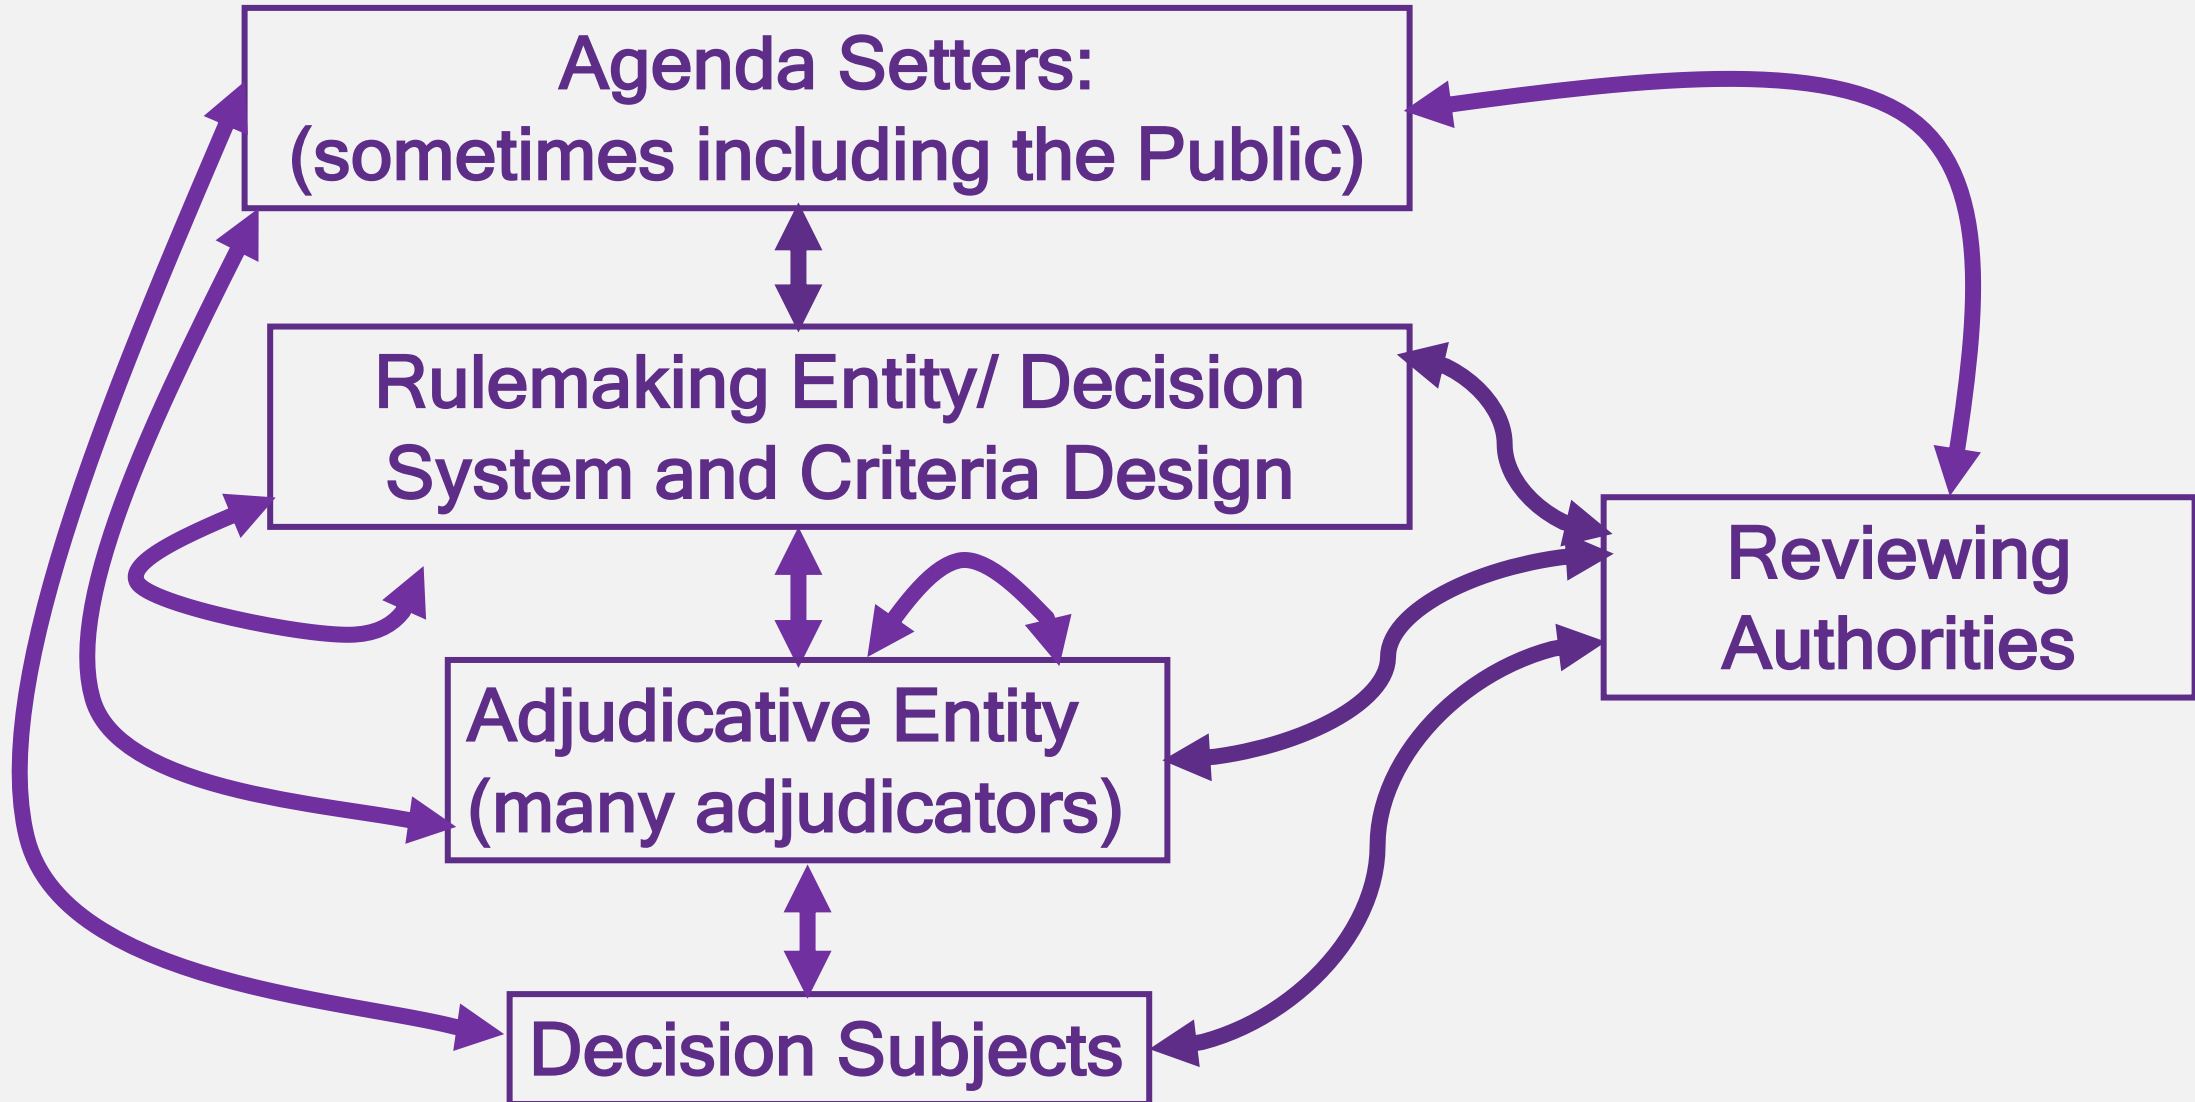 Agenda Setters:
(sometimes including the Public)
Rulemaking Entity/ Decision
System and Criteria Design
Reviewing
Authorities
Adjudicative Entity
(many adjudicators)
Decision Subjects